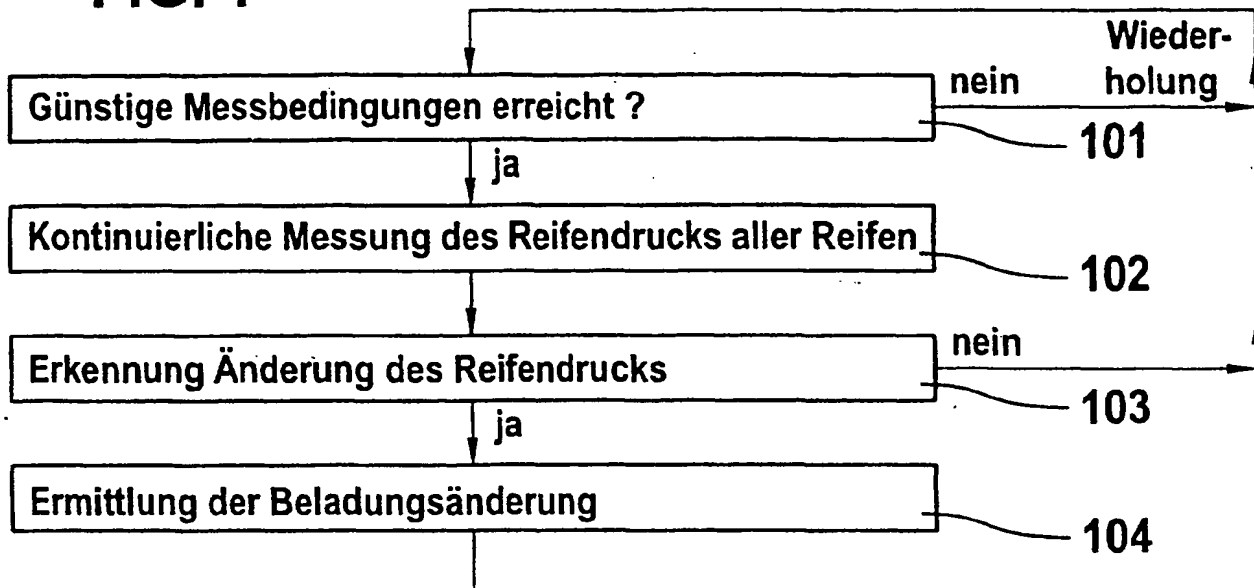 Wieder-
Günstige Messbedingungen erreicht ?
nein
holung
101
ja
Kontinuierliche Messung des Reifendrucks aller Reifen
102
Erkennung Änderung des Reifendrucks
nein
103
ja
Ermittlung der Beladungsänderung
104